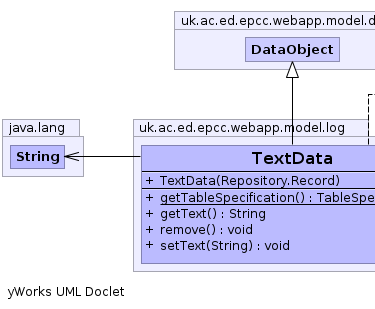 uk.ac.ed.epcc.webapp.model.d
DataObject
java.lang
String
uk.ac.ed.epcc.webapp.model.log
TextData
+ TextData(Repository.Record)
+ getTableSpecification() : TableSpe
+ getText() : String
+ remove() : void
+ setText(String) : void
yWorks UML Doclet